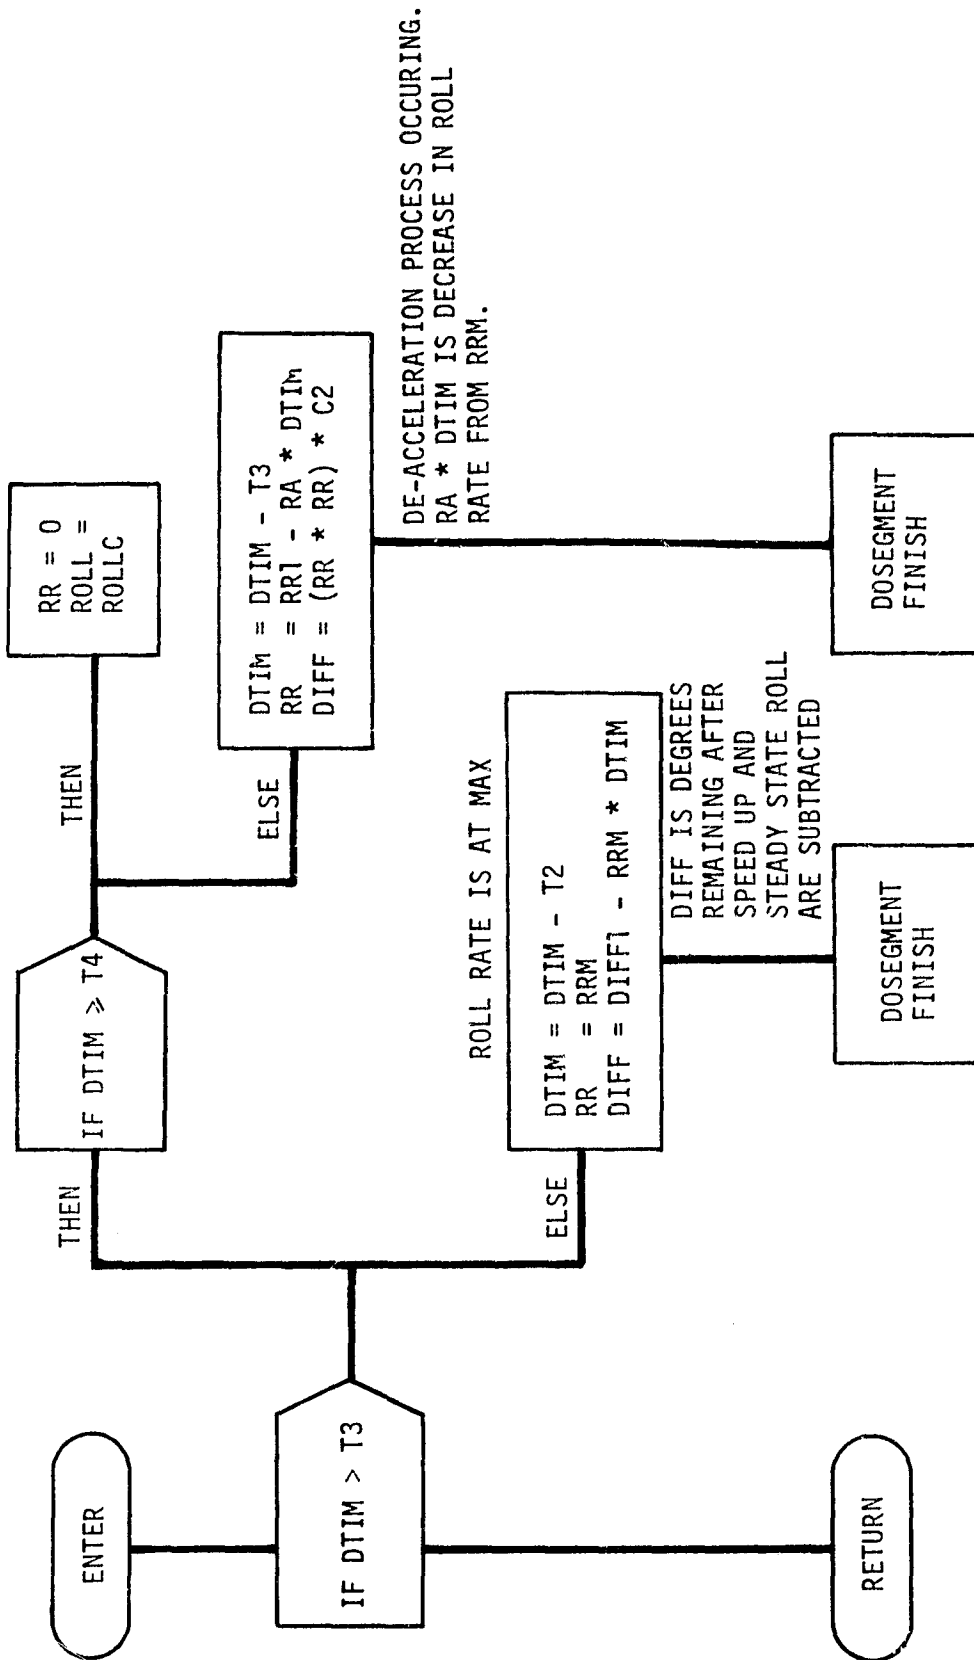 ENTER
IF DTIM > T3
THEN
IF DTIM ⩾ T4
THEN
RR = 0
ROLL =
ROLLC
ELSE
DTIM = DTIM - T3
RR = RR1 - RA * DTIM
DIFF = (RR * RR) * C2
DE-ACCELERATION PROCESS OCCURING.
RA * DTIM IS DECREASE IN ROLL
RATE FROM RRM.
DOSEGMENT
FINISH
ELSE
ROLL RATE IS AT MAX
DTIM = DTIM - T2
RR = RRM
DIFF = DIFF1 - RRM * DTIM
DIFF IS DEGREES
REMAINING AFTER
SPEED UP AND
STEADY STATE ROLL
ARE SUBTRACTED
DOSEGMENT
FINISH
RETURN